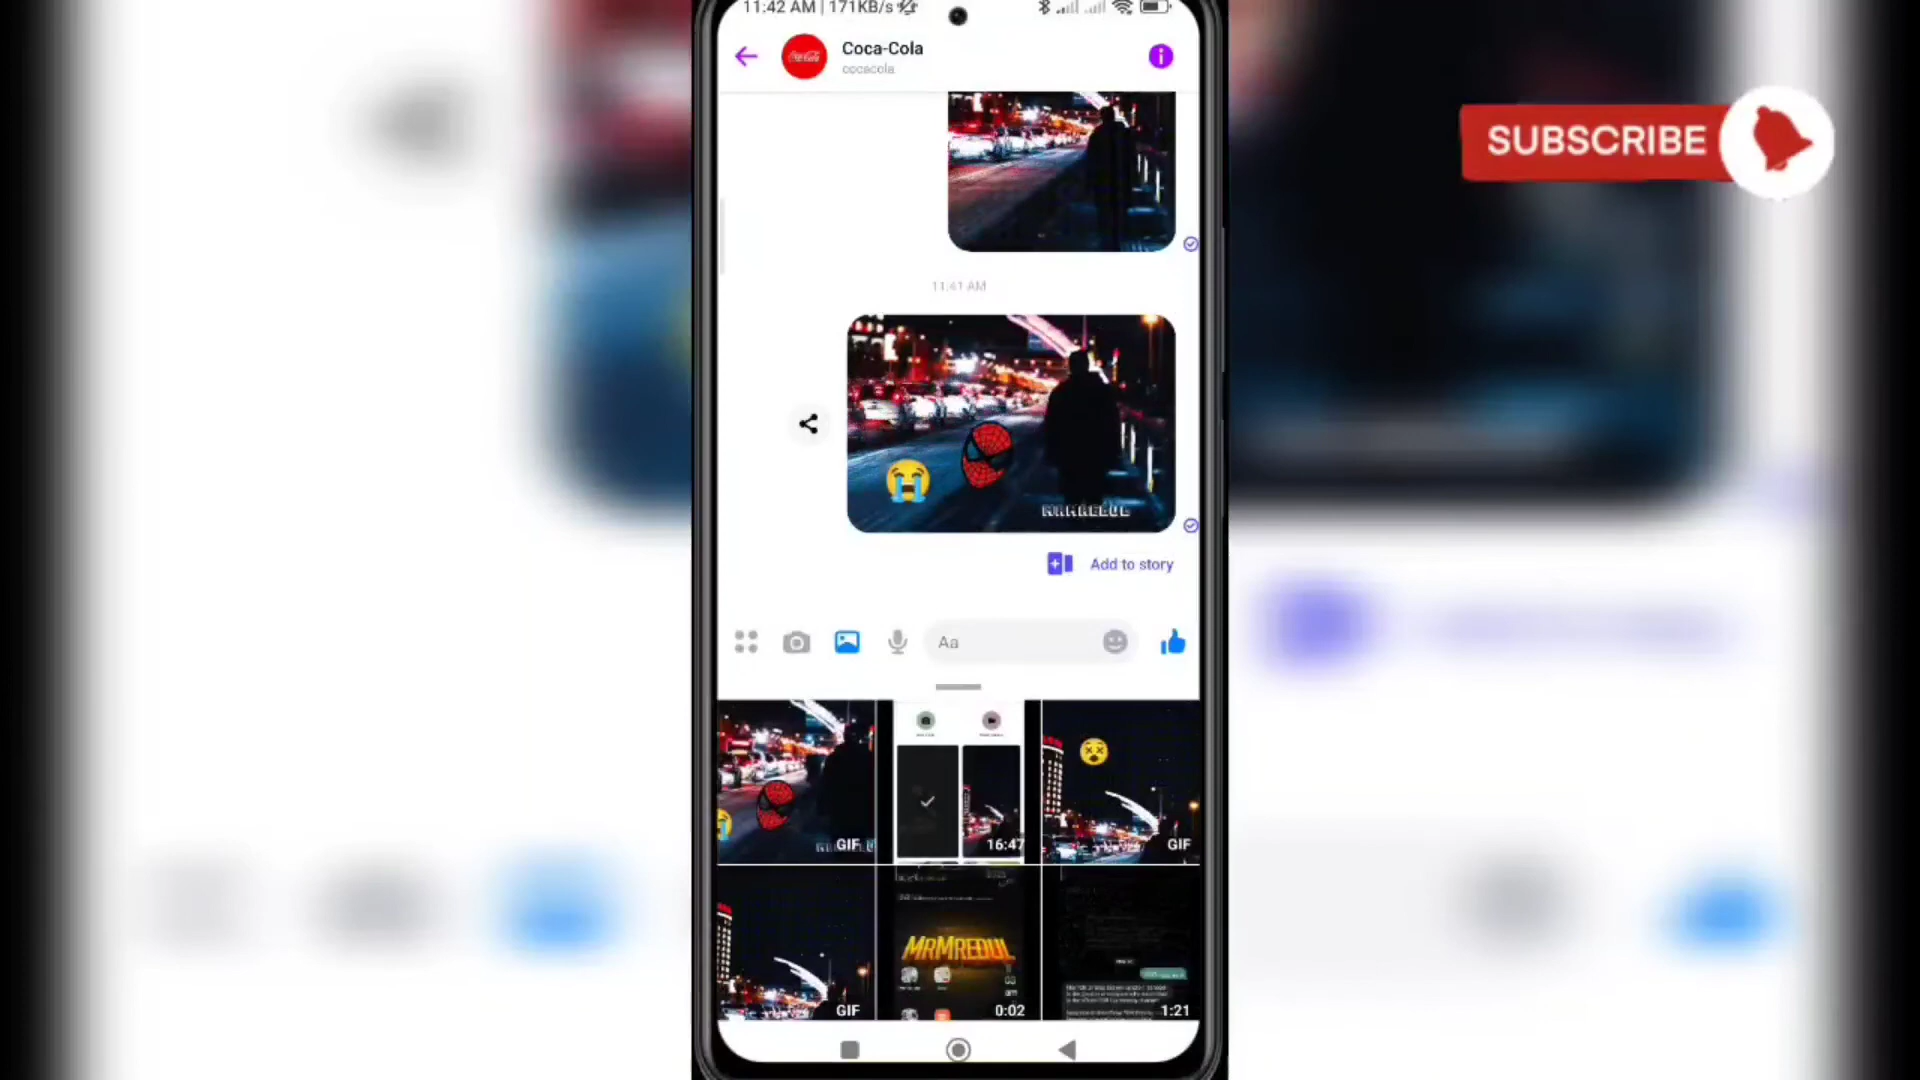 11:42 AM | 171KB/s
Coca-Cola
cocacola
SUBSCRIBE
11:41 AM
MRMREDUL
Add to story
Aa
GIF
16:47
GIF
GIF
MRMREDUL
0:02
1:21